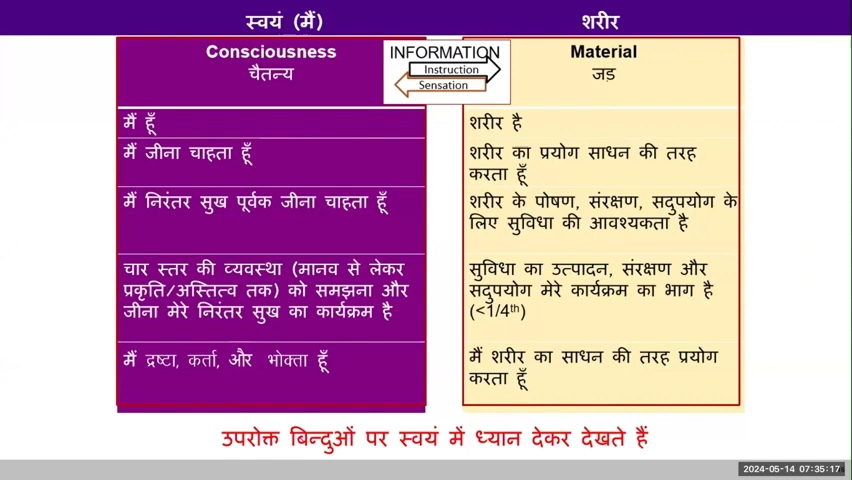 स्वयं (मैं)
शरीर
Consciousness
चैतन्य
INFORMATION
Instruction
Sensation
Material
जड़
मैं हूँ
शरीर है
मैं जीना चाहता हूँ
शरीर का प्रयोग साधन की तरह
करता हूँ
मैं निरंतर सुख पूर्वक जीना चाहता हूँ
शरीर के पोषण, संरक्षण, सदुपयोग के
लिए सुविधा की आवश्यकता है
चार स्तर की व्यवस्था (मानव से लेकर
प्रकृति/अस्तित्व तक) को समझना और
जीना मेरे निरंतर सुख का कार्यक्रम है
सुविधा का उत्पादन, संरक्षण और
सदुपयोग मेरे कार्यक्रम का भाग है
(<1/4th)
मैं द्रष्टा, कर्ता, और भोक्ता हूँ
मैं शरीर का साधन की तरह प्रयोग
करता हूँ
उपरोक्त बिन्दुओं पर स्वयं में ध्यान देकर देखते हैं
2024-05-14 07:35:17